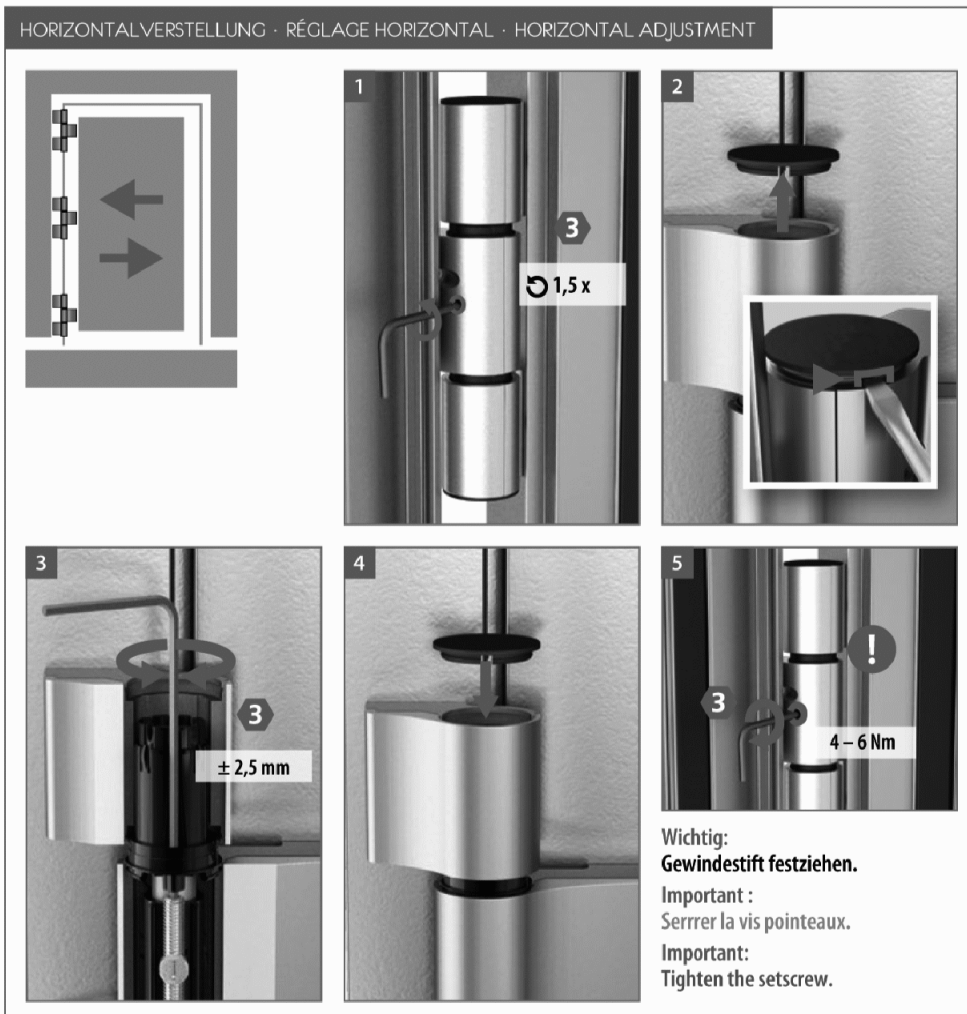 HORIZONTALVERSTELLUNG · RÉGLAGE HORIZONTAL · HORIZONTAL ADJUSTMENT
1
3
1,5 x
2
3
3
± 2,5 mm
4
5
!
3
4 – 6 Nm
Wichtig:
Gewindestift festziehen.
Important :
Serrrer la vis pointeaux.
Important:
Tighten the setscrew.